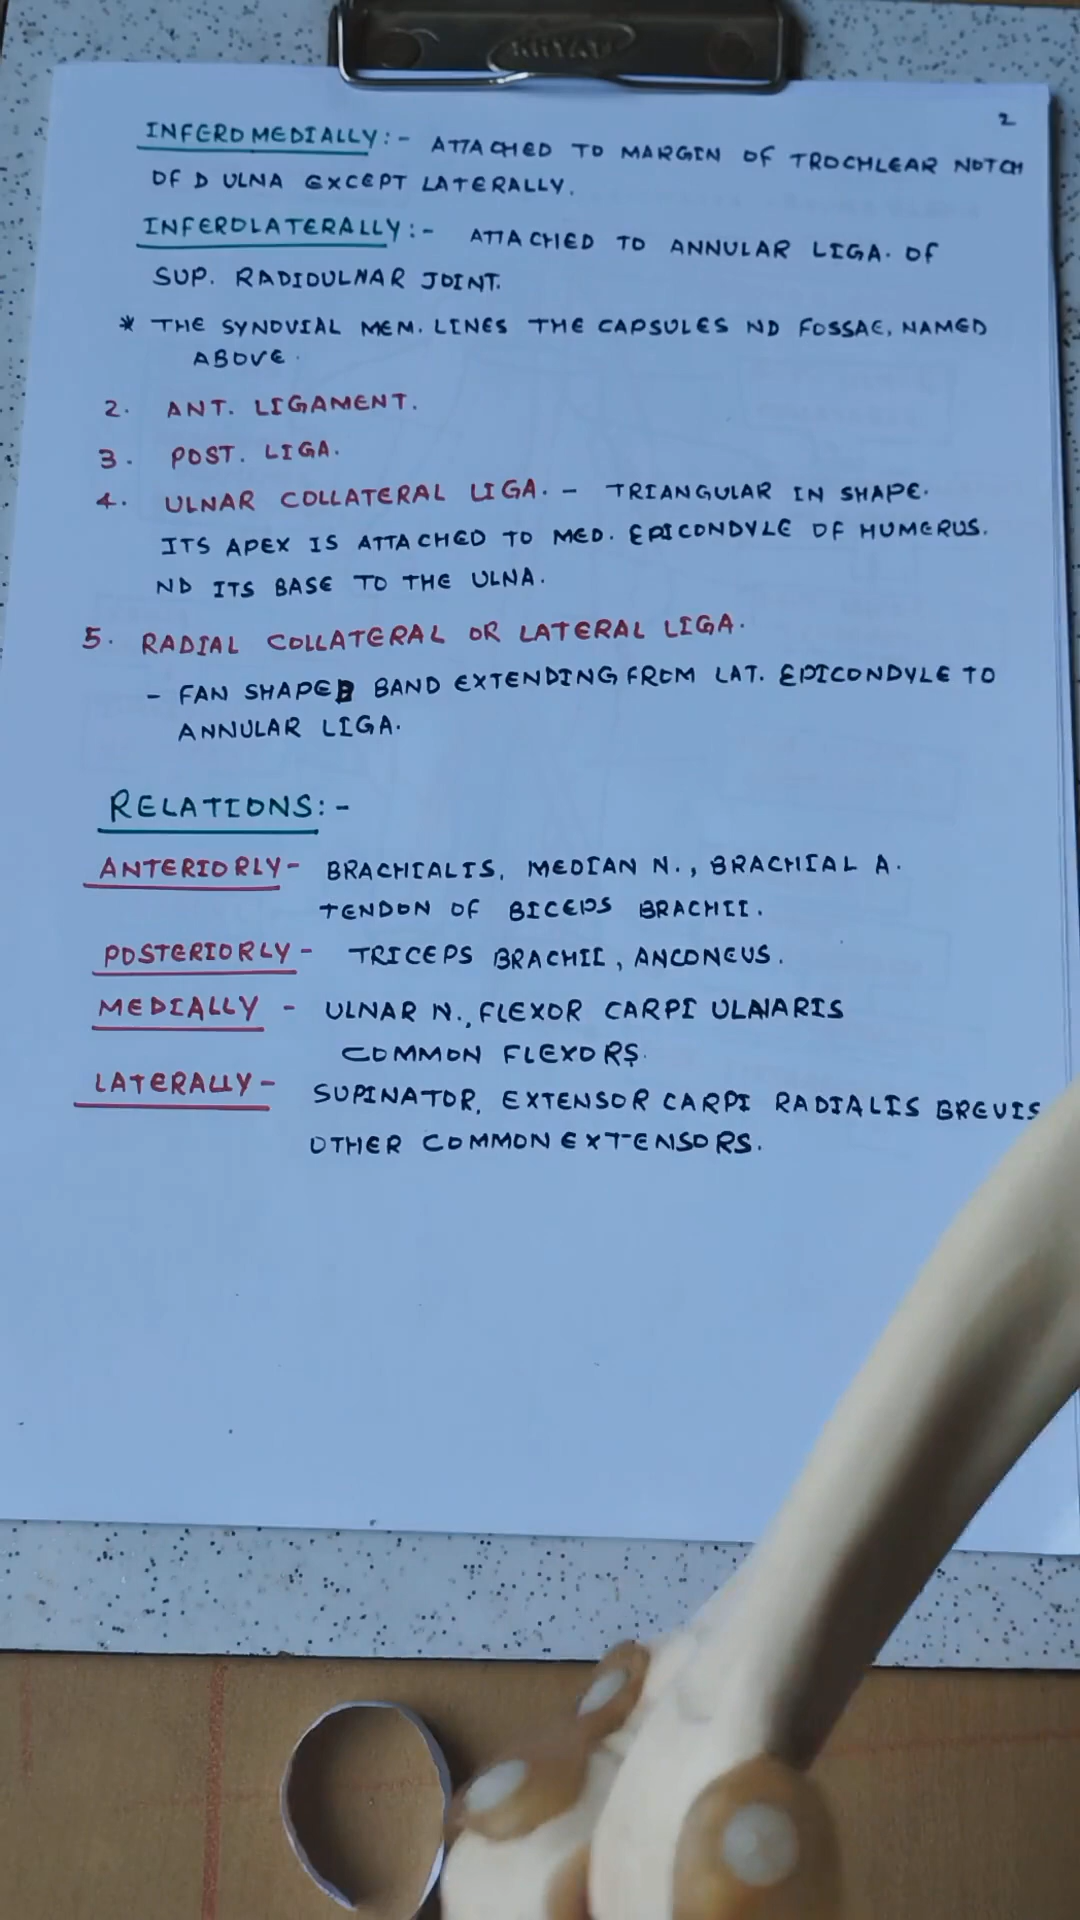 KHYATI
2
INFEROMEDIALLY:- ATTACHED TO MARGIN OF TROCHLEAR NOTCH
OF D ULNA EXCEPT LATERALLY.
INFEROLATERALLY:- ATTACHED TO ANNULAR LIGA. OF
SUP. RADIOULNAR JOINT.
* THE SYNOVIAL MEM. LINES THE CAPSULES ND FOSSAE, NAMED
ABOVE.
2. ANT. LIGAMENT.
3. POST. LIGA.
4. ULNAR COLLATERAL LIGA. - TRIANGULAR IN SHAPE.
ITS APEX IS ATTACHED TO MED. EPICONDYLE OF HUMERUS.
ND ITS BASE TO THE ULNA.
5. RADIAL COLLATERAL OR LATERAL LIGA.
- FAN SHAPED BAND EXTENDING FROM LAT. EPICONDYLE TO
ANNULAR LIGA.
RELATIONS:-
ANTERIORLY- BRACHIALIS, MEDIAN N., BRACHIAL A.
TENDON OF BICEPS BRACHII.
POSTERIORLY- TRICEPS BRACHII, ANCONEUS.
MEDIALLY - ULNAR N., FLEXOR CARPI ULNARIS
COMMON FLEXORS.
LATERALLY- SUPINATOR, EXTENSOR CARPI RADIALIS BREVIS
OTHER COMMON EXTENSORS.